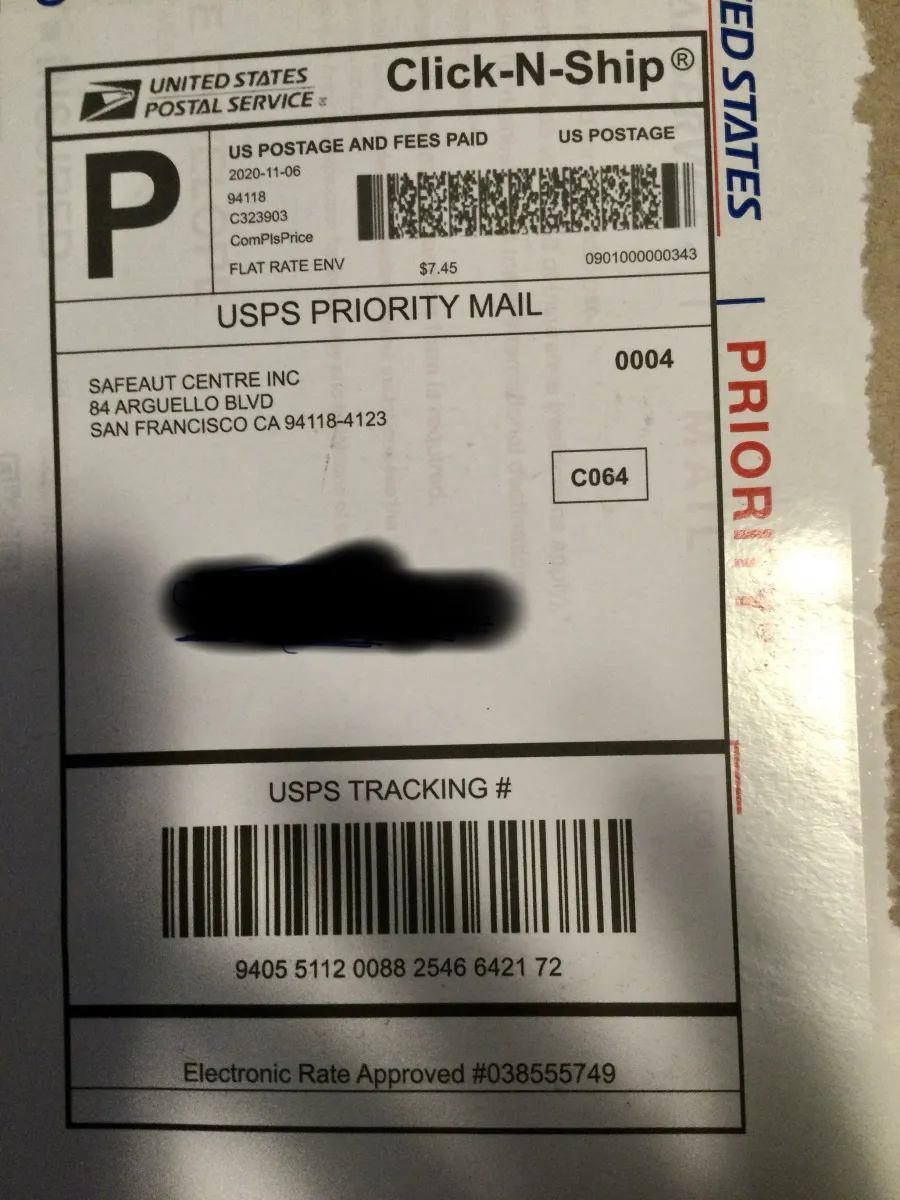 UNITED STATES
POSTAL SERVICE
Click-N-Ship®
P
US POSTAGE AND FEES PAID
US POSTAGE
2020-11-06
94118
C323903
ComPlsPrice
FLAT RATE ENV
$7.45
0901000000343
USPS PRIORITY MAIL
SAFEAUT CENTRE INC
84 ARGUELLO BLVD
SAN FRANCISCO CA 94118-4123
0004
C064
USPS TRACKING #
9405 5112 0088 2546 6421 72
Electronic Rate Approved #038555749
ED STATES
PRIORITY